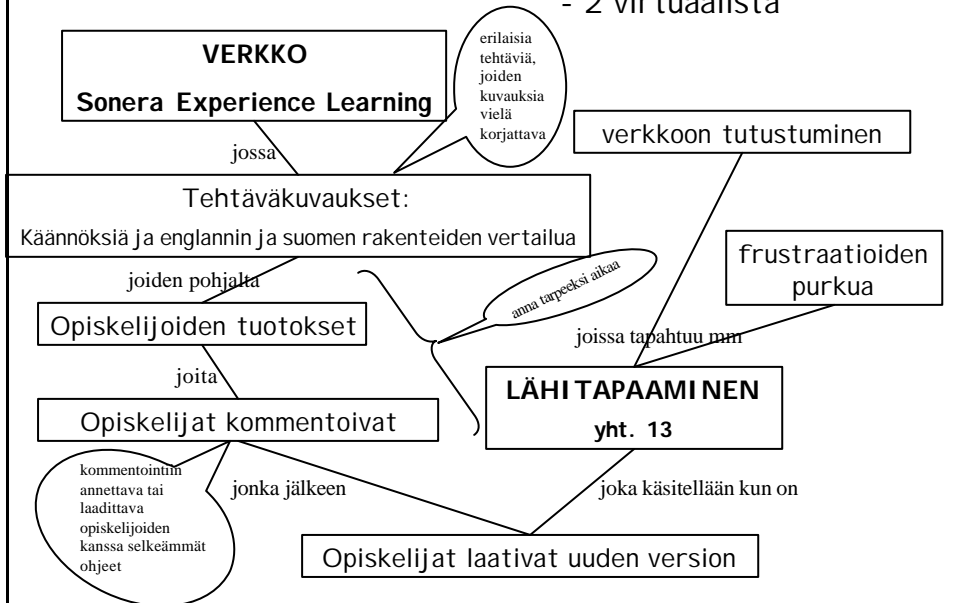 - 2 virtuaalista
VERKKO
Sonera Experience Learning
erilaisia
tehtäviä,
joiden
kuvauksia
vielä
korjattava
verkkoon tutustuminen
jossa
Tehtäväkuvaukset:
Käännöksiä ja englannin ja suomen rakenteiden vertailua
frustraatioiden
purkua
joiden pohjalta
anna tarpeeksi aikaa
Opiskelijoiden tuotokset
joissa tapahtuu mm
joita
LÄHITAPAAMINEN
yht. 13
Opiskelijat kommentoivat
kommentointiin
annettava tai
laadittava
opiskelijoiden
kanssa selkeämmät
ohjeet
jonka jälkeen
joka käsitellään kun on
Opiskelijat laativat uuden version